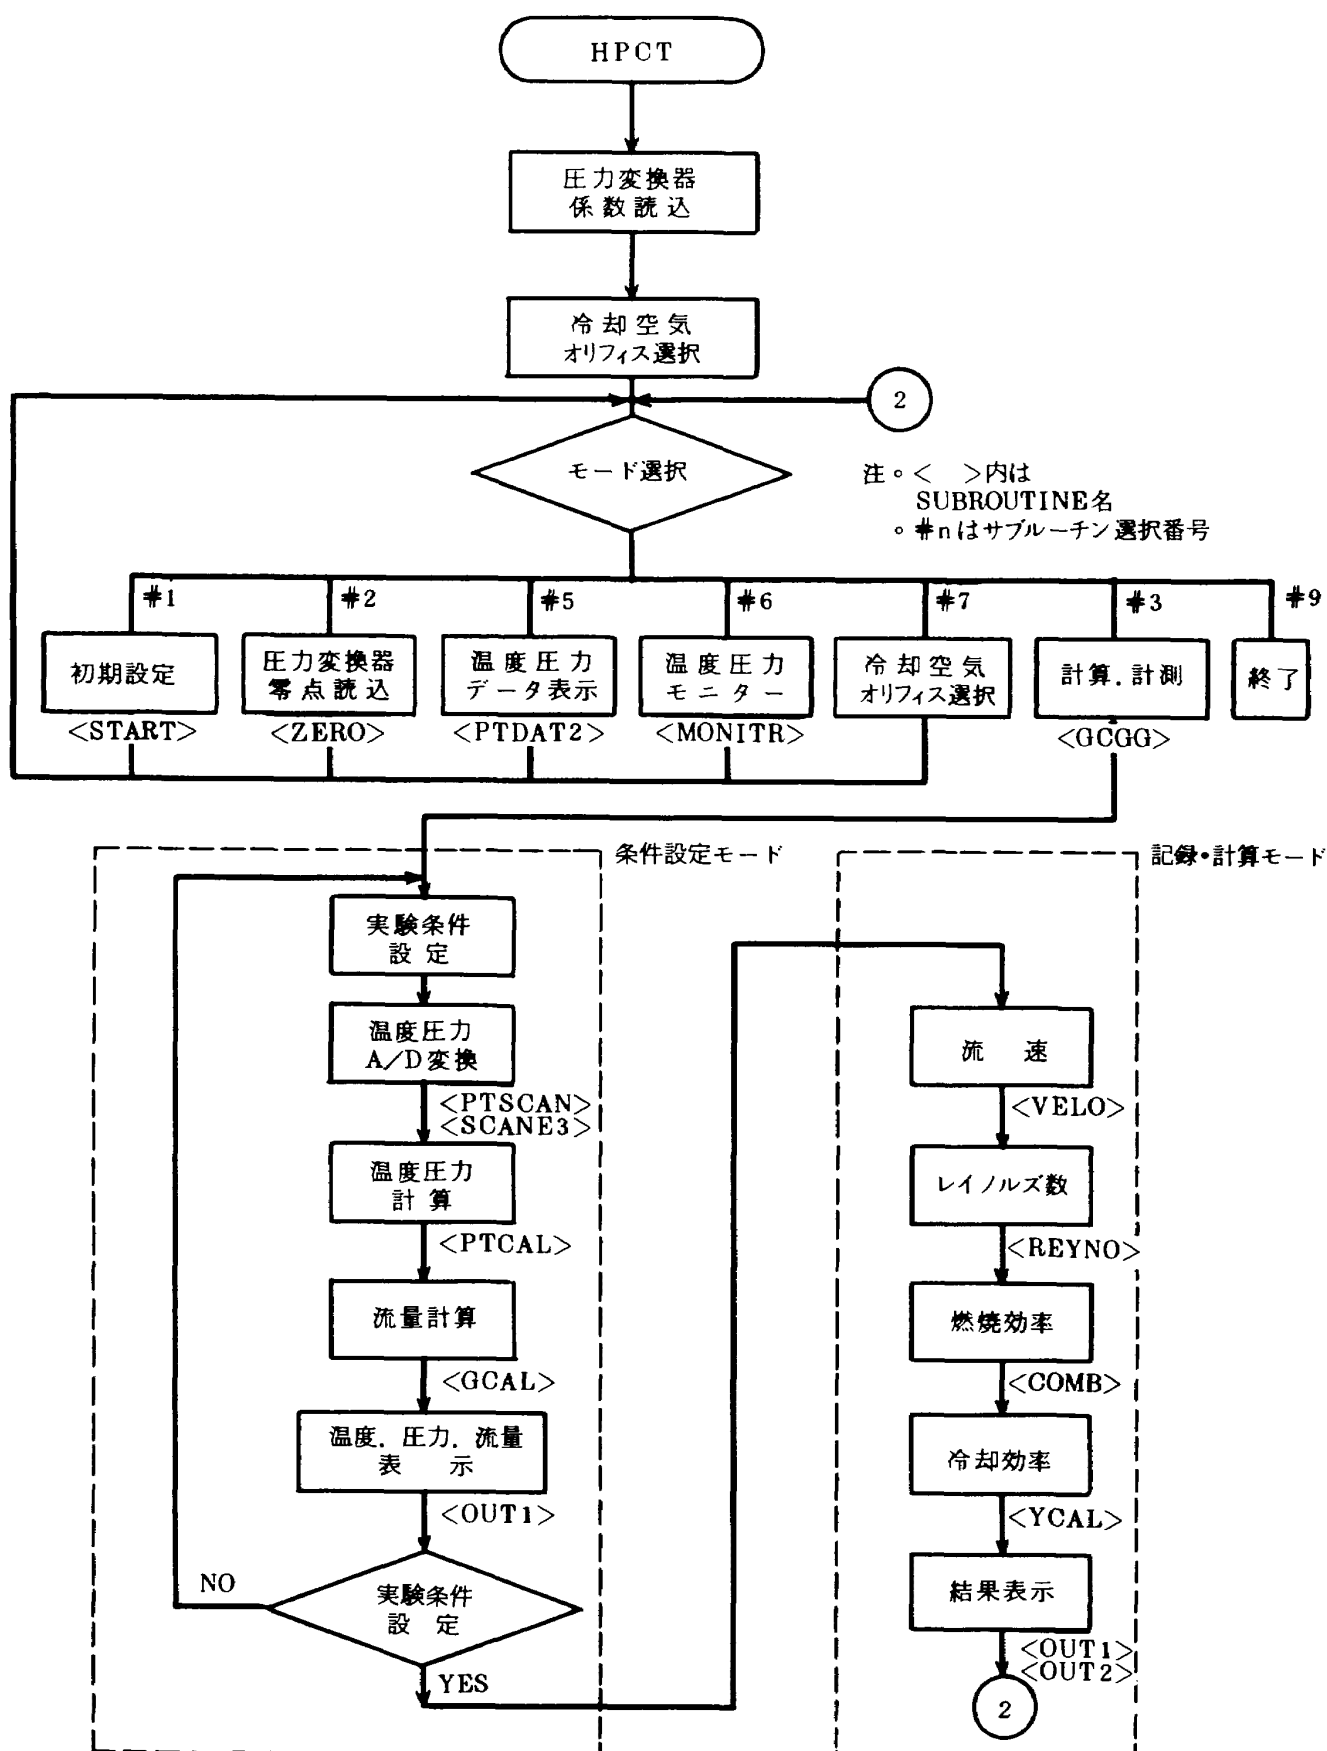 HPCT
圧力変換器
係数読込
冷却空気
オリフィス選択
2
モード選択
注。< >内は
SUBROUTINE名
。#nはサブルーチン選択番号
#1
#2
#5
#6
#7
#3
#9
初期設定
圧力変換器
零点読込
温度圧力
データ表示
温度圧力
モニター
冷却空気
オリフィス選択
計算.計測
終了
<START>
<ZERO>
<PTDAT2>
<MONITR>
<GCGG>
条件設定モード
実験条件
設定
温度圧力
A/D変換
<PTSCAN>
<SCANE3>
温度圧力
計算
<PTCAL>
流量計算
<GCAL>
温度.圧力.流量
表 示
<OUT1>
実験条件
設 定
NO
YES
記録・計算モード
流 速
<VELO>
レイノルズ数
<REYNO>
燃焼効率
<COMB>
冷却効率
<YCAL>
結果表示
<OUT1>
<OUT2>
2